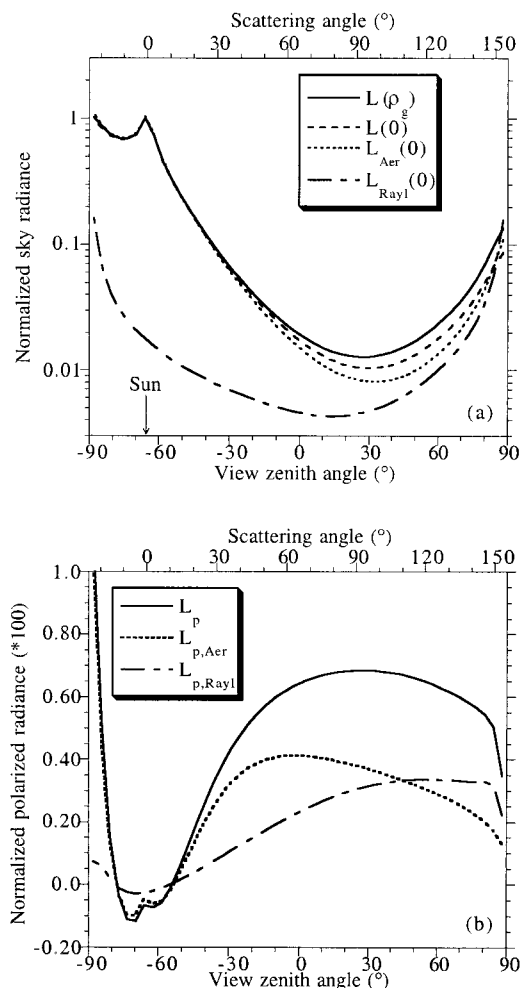 Scattering angle (°)
0 30 60 90 120 150
L (ρg)
L (0)
LAer(0)
LRayl(0)
1
0.1
0.01
Normalized sky radiance
Sun
(a)
-90 -60 -30 0 30 60 90
View zenith angle (°)
Scattering angle (°)
0 30 60 90 120 150
Lp
Lp,Aer
Lp,Rayl
1.0
0.80
0.60
0.40
0.20
0.0
-0.20
Normalized polarized radiance (*100)
(b)
-90 -60 -30 0 30 60 90
View zenith angle (°)